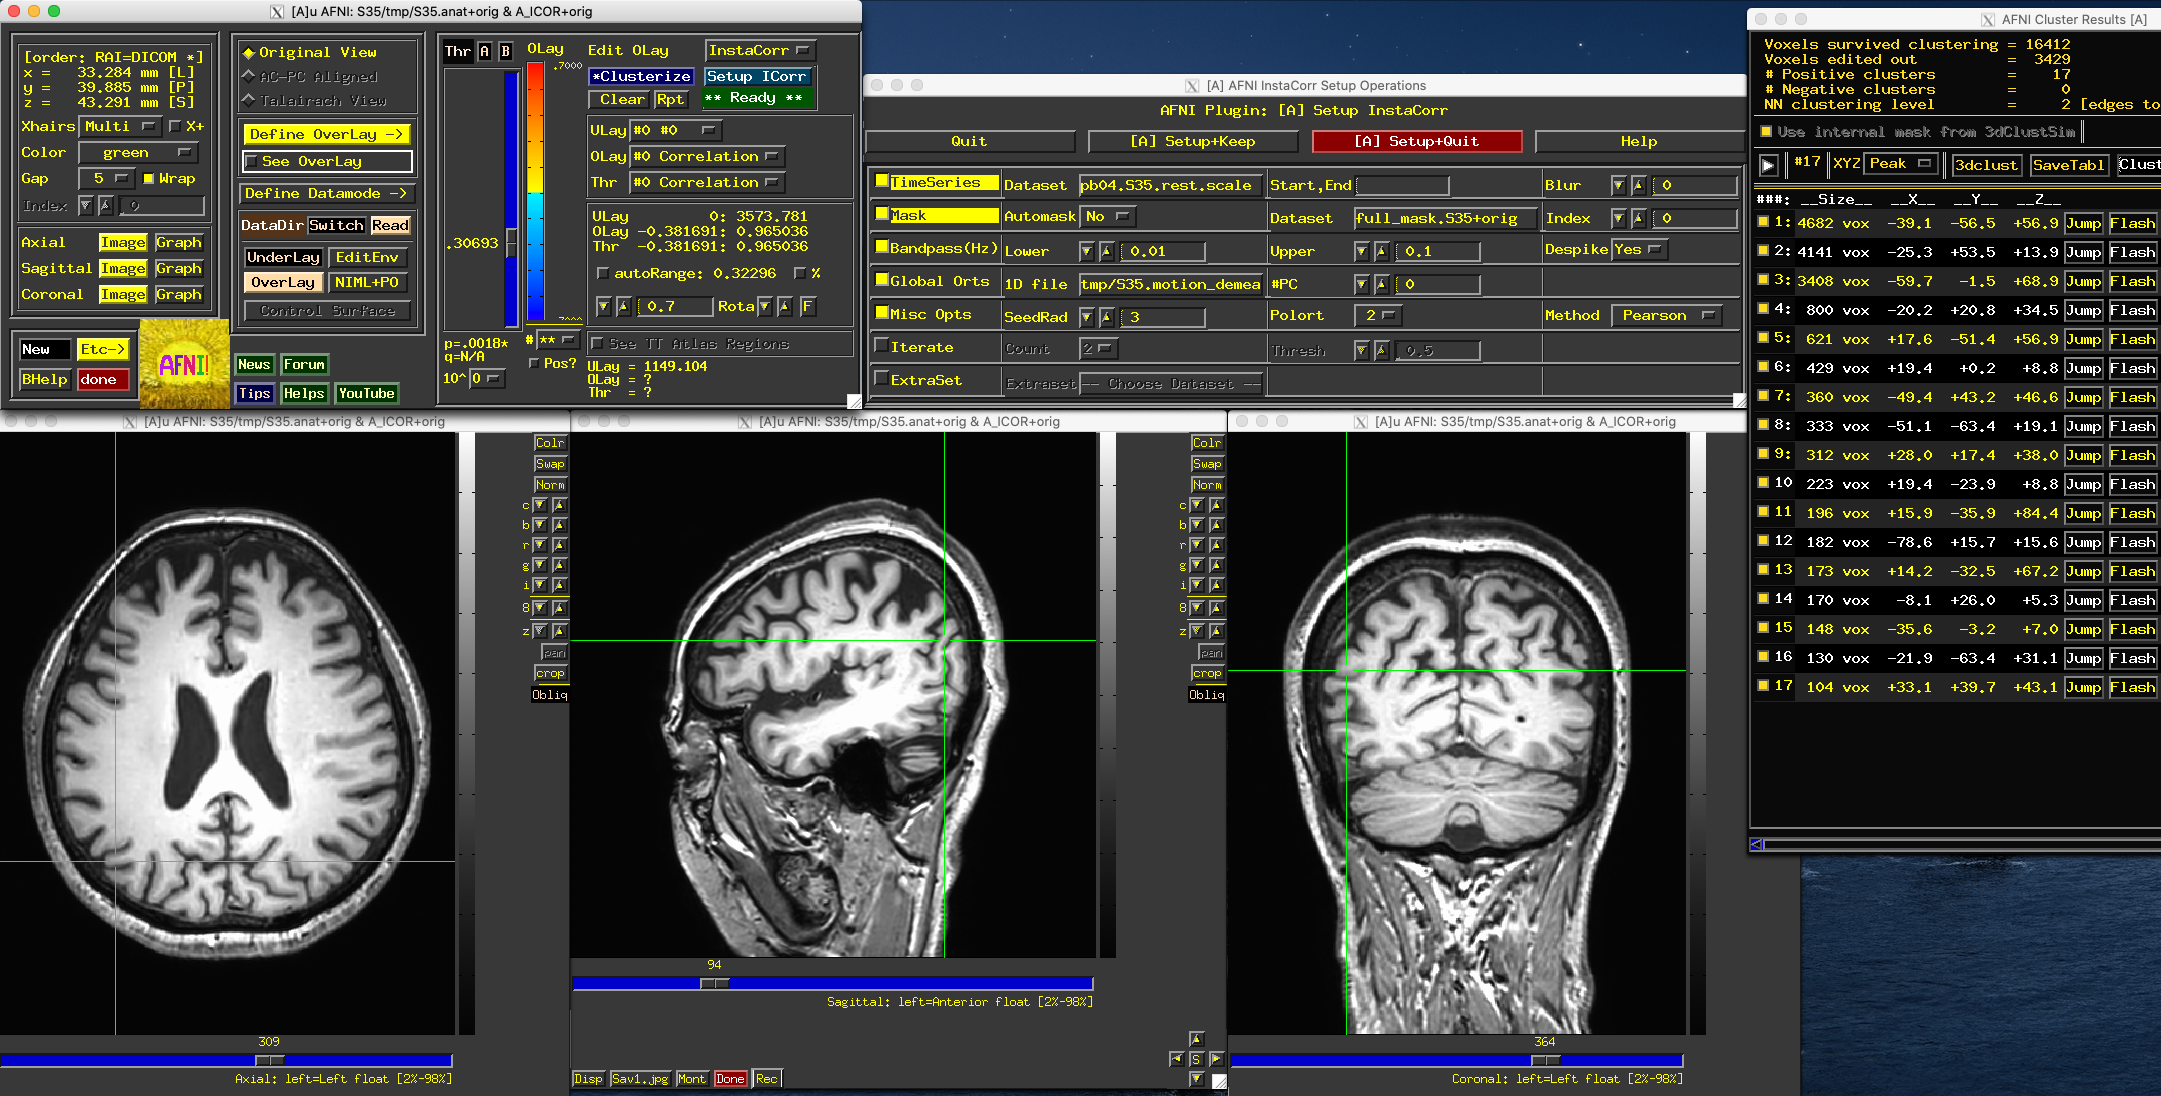 [A]u AFNI: S35/tmp/S35.anat+orig & A_ICOR+orig
[order: RAI=DICOM *]
x = 33.284 mm [L]
y = 39.885 mm [P]
z = 43.291 mm [S]
Xhairs Multi X+
Color green
Gap 5 Wrap
Index 0
Axial Image Graph
Sagittal Image Graph
Coronal Image Graph
New Etc->
BHelp done
AFNI!
Original View
AC-PC Aligned
Talairach View
Define OverLay ->
See OverLay
Define Datamode ->
DataDir Switch Read
UnderLay EditEnv
OverLay NIML+PO
Control Surface
News Forum
Tips Helps YouTube
Thr A B OLay
.7000
.30693
p=.0018*
q=N/A
10^ 0
# **
Pos?
Edit OLay InstaCorr
*Clusterize Setup ICorr
Clear Rpt ** Ready **
ULay #0 #0
OLay #0 Correlation
Thr #0 Correlation
ULay 0: 3573.781
OLay -0.381691: 0.965036
Thr -0.381691: 0.965036
autoRange: 0.32296 %
0.7 Rota F
See TT Atlas Regions
ULay = 1149.104
OLay = ?
Thr = ?
[A] AFNI InstaCorr Setup Operations
AFNI Plugin: [A] Setup InstaCorr
Quit [A] Setup+Keep [A] Setup+Quit Help
TimeSeries Dataset pb04.S35.rest.scale Start,End Blur 0
Mask Automask No Dataset full_mask.S35+orig Index 0
Bandpass(Hz) Lower 0.01 Upper 0.1 Despike Yes
Global Orts 1D file tmp/S35.motion_demea #PC 0
Misc Opts SeedRad 3 Polort 2 Method Pearson
Iterate Count 2 Thresh 0.5
ExtraSet Extraset -- Choose Dataset --
AFNI Cluster Results [A]
Voxels survived clustering = 16412
Voxels edited out = 3429
# Positive clusters = 17
# Negative clusters = 0
NN clustering level = 2 [edges to
Use internal mask from 3dClustSim
#17 XYZ Peak 3dclust SaveTabl Clust
###: __Size__ __X__ __Y__ __Z__
1: 4682 vox -39.1 -56.5 +56.9 Jump Flash
2: 4141 vox -25.3 +53.5 +13.9 Jump Flash
3: 3408 vox -59.7 -1.5 +68.9 Jump Flash
4: 800 vox -20.2 +20.8 +34.5 Jump Flash
5: 621 vox +17.6 -51.4 +56.9 Jump Flash
6: 429 vox +19.4 +0.2 +8.8 Jump Flash
7: 360 vox -49.4 +43.2 +46.6 Jump Flash
8: 333 vox -51.1 -63.4 +19.1 Jump Flash
9: 312 vox +28.0 +17.4 +38.0 Jump Flash
10 223 vox +19.4 -23.9 +8.8 Jump Flash
11 196 vox +15.9 -35.9 +84.4 Jump Flash
12 182 vox -78.6 +15.7 +15.6 Jump Flash
13 173 vox +14.2 -32.5 +67.2 Jump Flash
14 170 vox -8.1 +26.0 +5.3 Jump Flash
15 148 vox -35.6 -3.2 +7.0 Jump Flash
16 130 vox -21.9 -63.4 +31.1 Jump Flash
17 104 vox +33.1 +39.7 +43.1 Jump Flash
[A]u AFNI: S35/tmp/S35.anat+orig & A_ICOR+orig
Colr
Swap
Norm
c
b
r
g
i
8
z
pan
crop
Obliq
309
Axial: left=Left float [2%-98%]
[A]u AFNI: S35/tmp/S35.anat+orig & A_ICOR+orig
Colr
Swap
Norm
c
b
r
g
i
8
z
pan
crop
Obliq
94
Sagittal: left=Anterior float [2%-98%]
S
Disp Sav1.jpg Mont Done Rec
[A]u AFNI: S35/tmp/S35.anat+orig & A_ICOR+orig
364
Coronal: left=Left float [2%-98%]